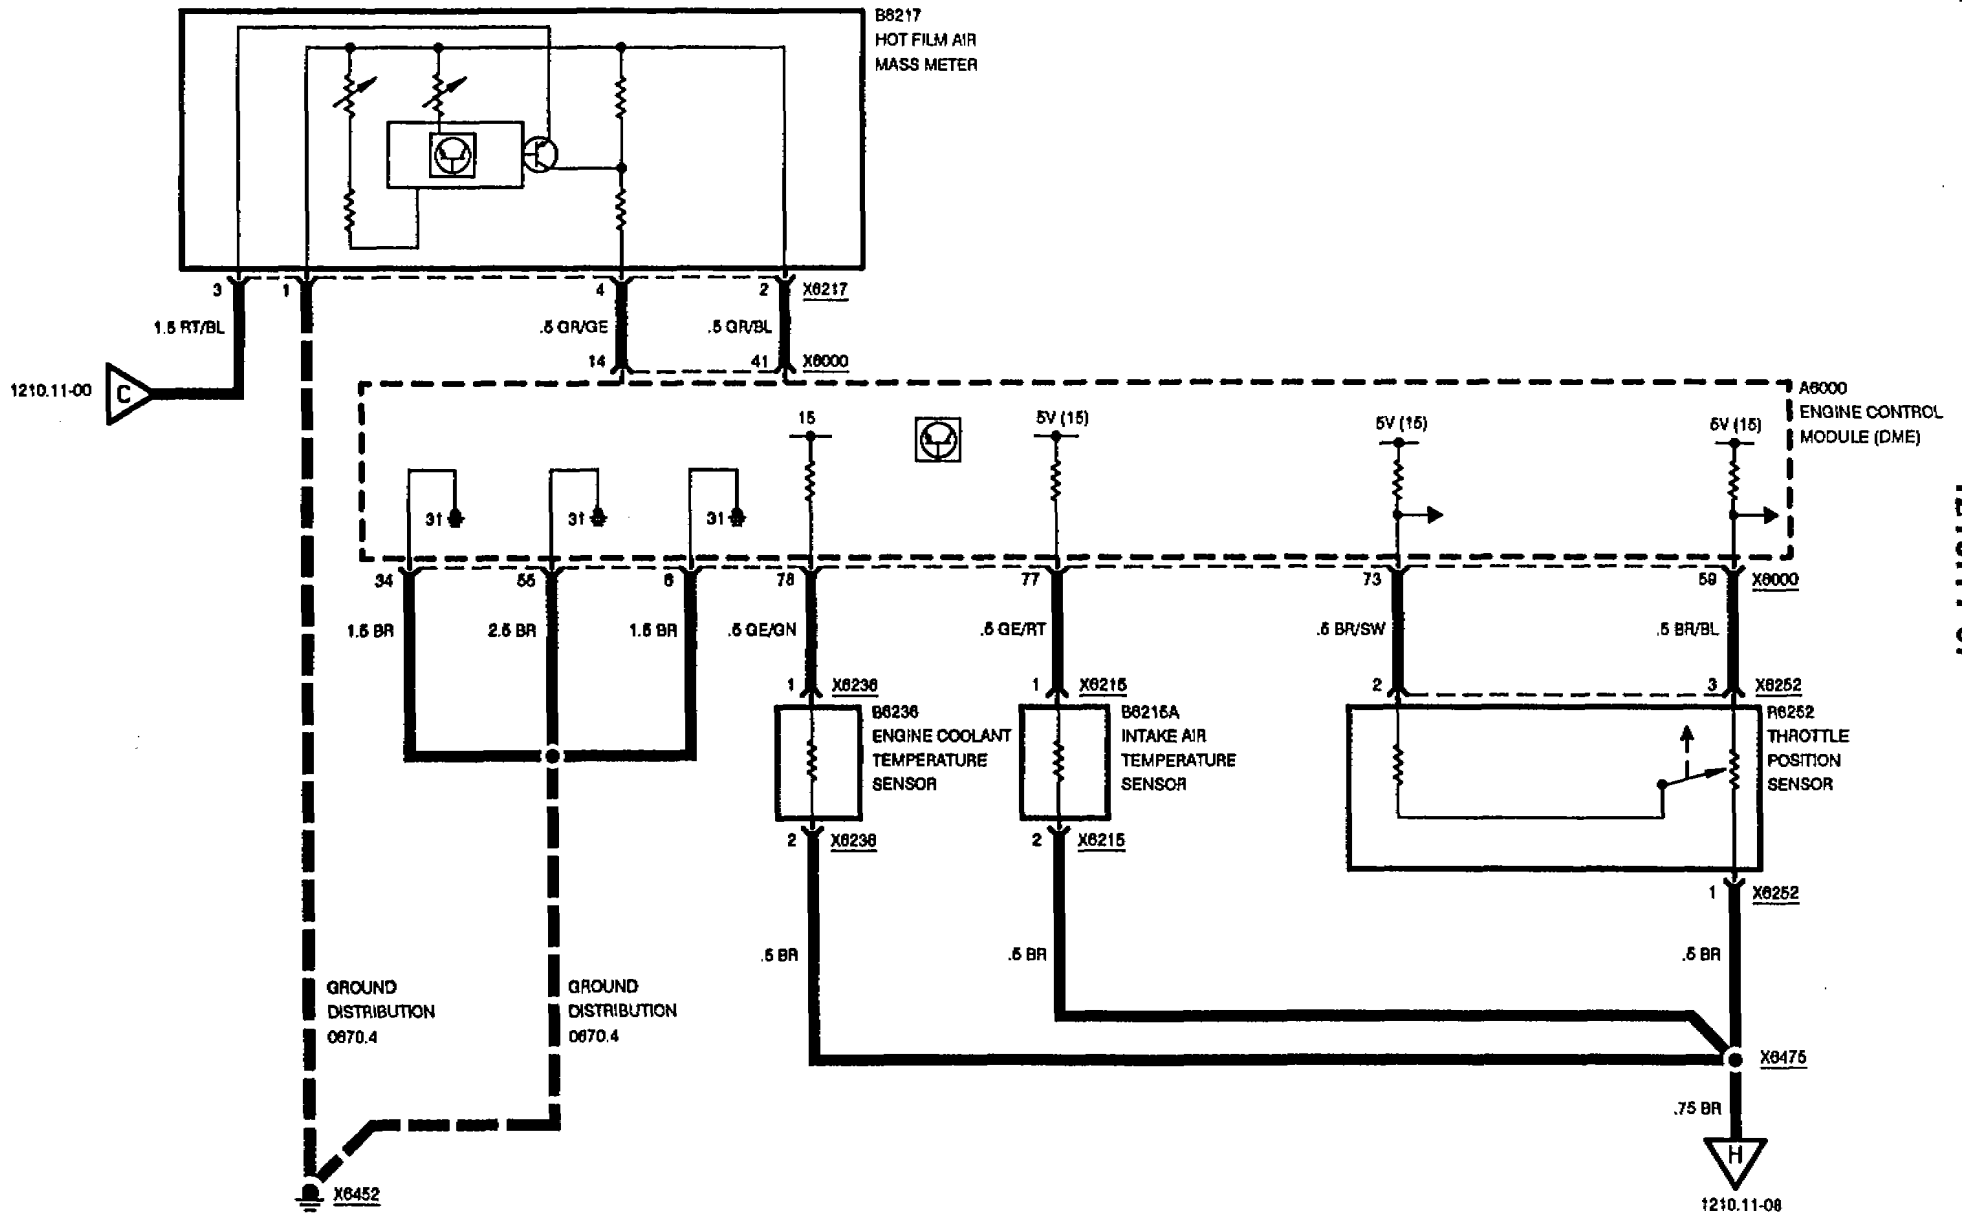 B6217
HOT FILM AIR
MASS METER
3
1
4
2
X6217
1.5 RT/BL
.5 GR/GE
.5 GR/BL
14
41
X6000
1210.11-00
C
A6000
ENGINE CONTROL
MODULE (DME)
15
5V (15)
5V (15)
5V (15)
31
31
31
34
55
6
78
77
73
59
X6000
1.5 BR
2.5 BR
1.5 BR
.5 GE/GN
.5 GE/RT
.5 BR/SW
.5 BR/BL
1
X6236
1
X6215
2
3
X6252
B6236
ENGINE COOLANT
TEMPERATURE
SENSOR
B6215A
INTAKE AIR
TEMPERATURE
SENSOR
R6252
THROTTLE
POSITION
SENSOR
2
X6236
2
X6215
1
X6252
.5 BR
.5 BR
.5 BR
GROUND
DISTRIBUTION
0670.4
GROUND
DISTRIBUTION
0670.4
X6475
.75 BR
H
X6452
1210.11-08